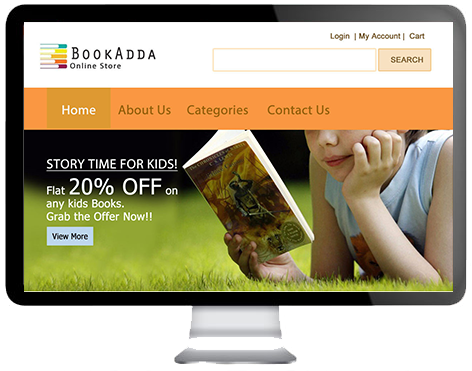 Login | My Account | Cart
BOOKADDA
Online Store
SEARCH
Home About Us Categories Contact Us
STORY TIME FOR KIDS!
Flat 20% OFF on
any kids Books.
Grab the Offer Now!!
View More